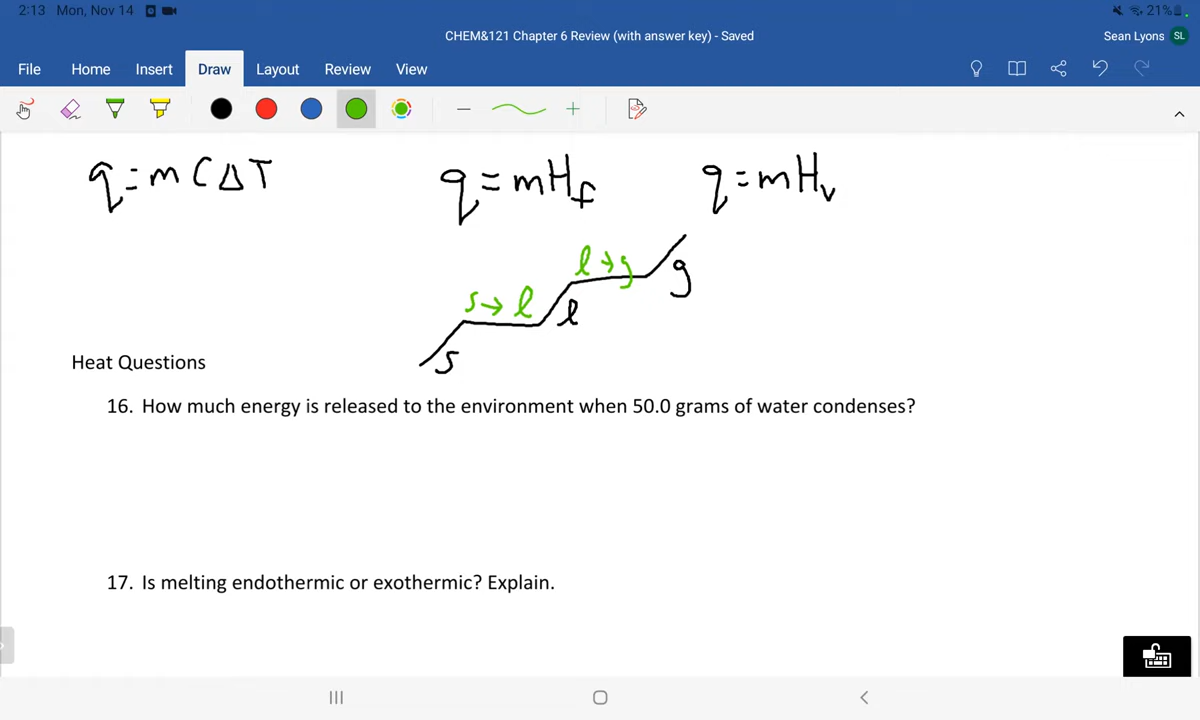 2:13 Mon, Nov 14 21%
CHEM&121 Chapter 6 Review (with answer key) - Saved
Sean Lyons SL
File Home Insert Draw Layout Review View
q=mCΔT q=mHf q=mHv
l→g
g
s→l
l
s
Heat Questions
16. How much energy is released to the environment when 50.0 grams of water condenses?
17. Is melting endothermic or exothermic? Explain.